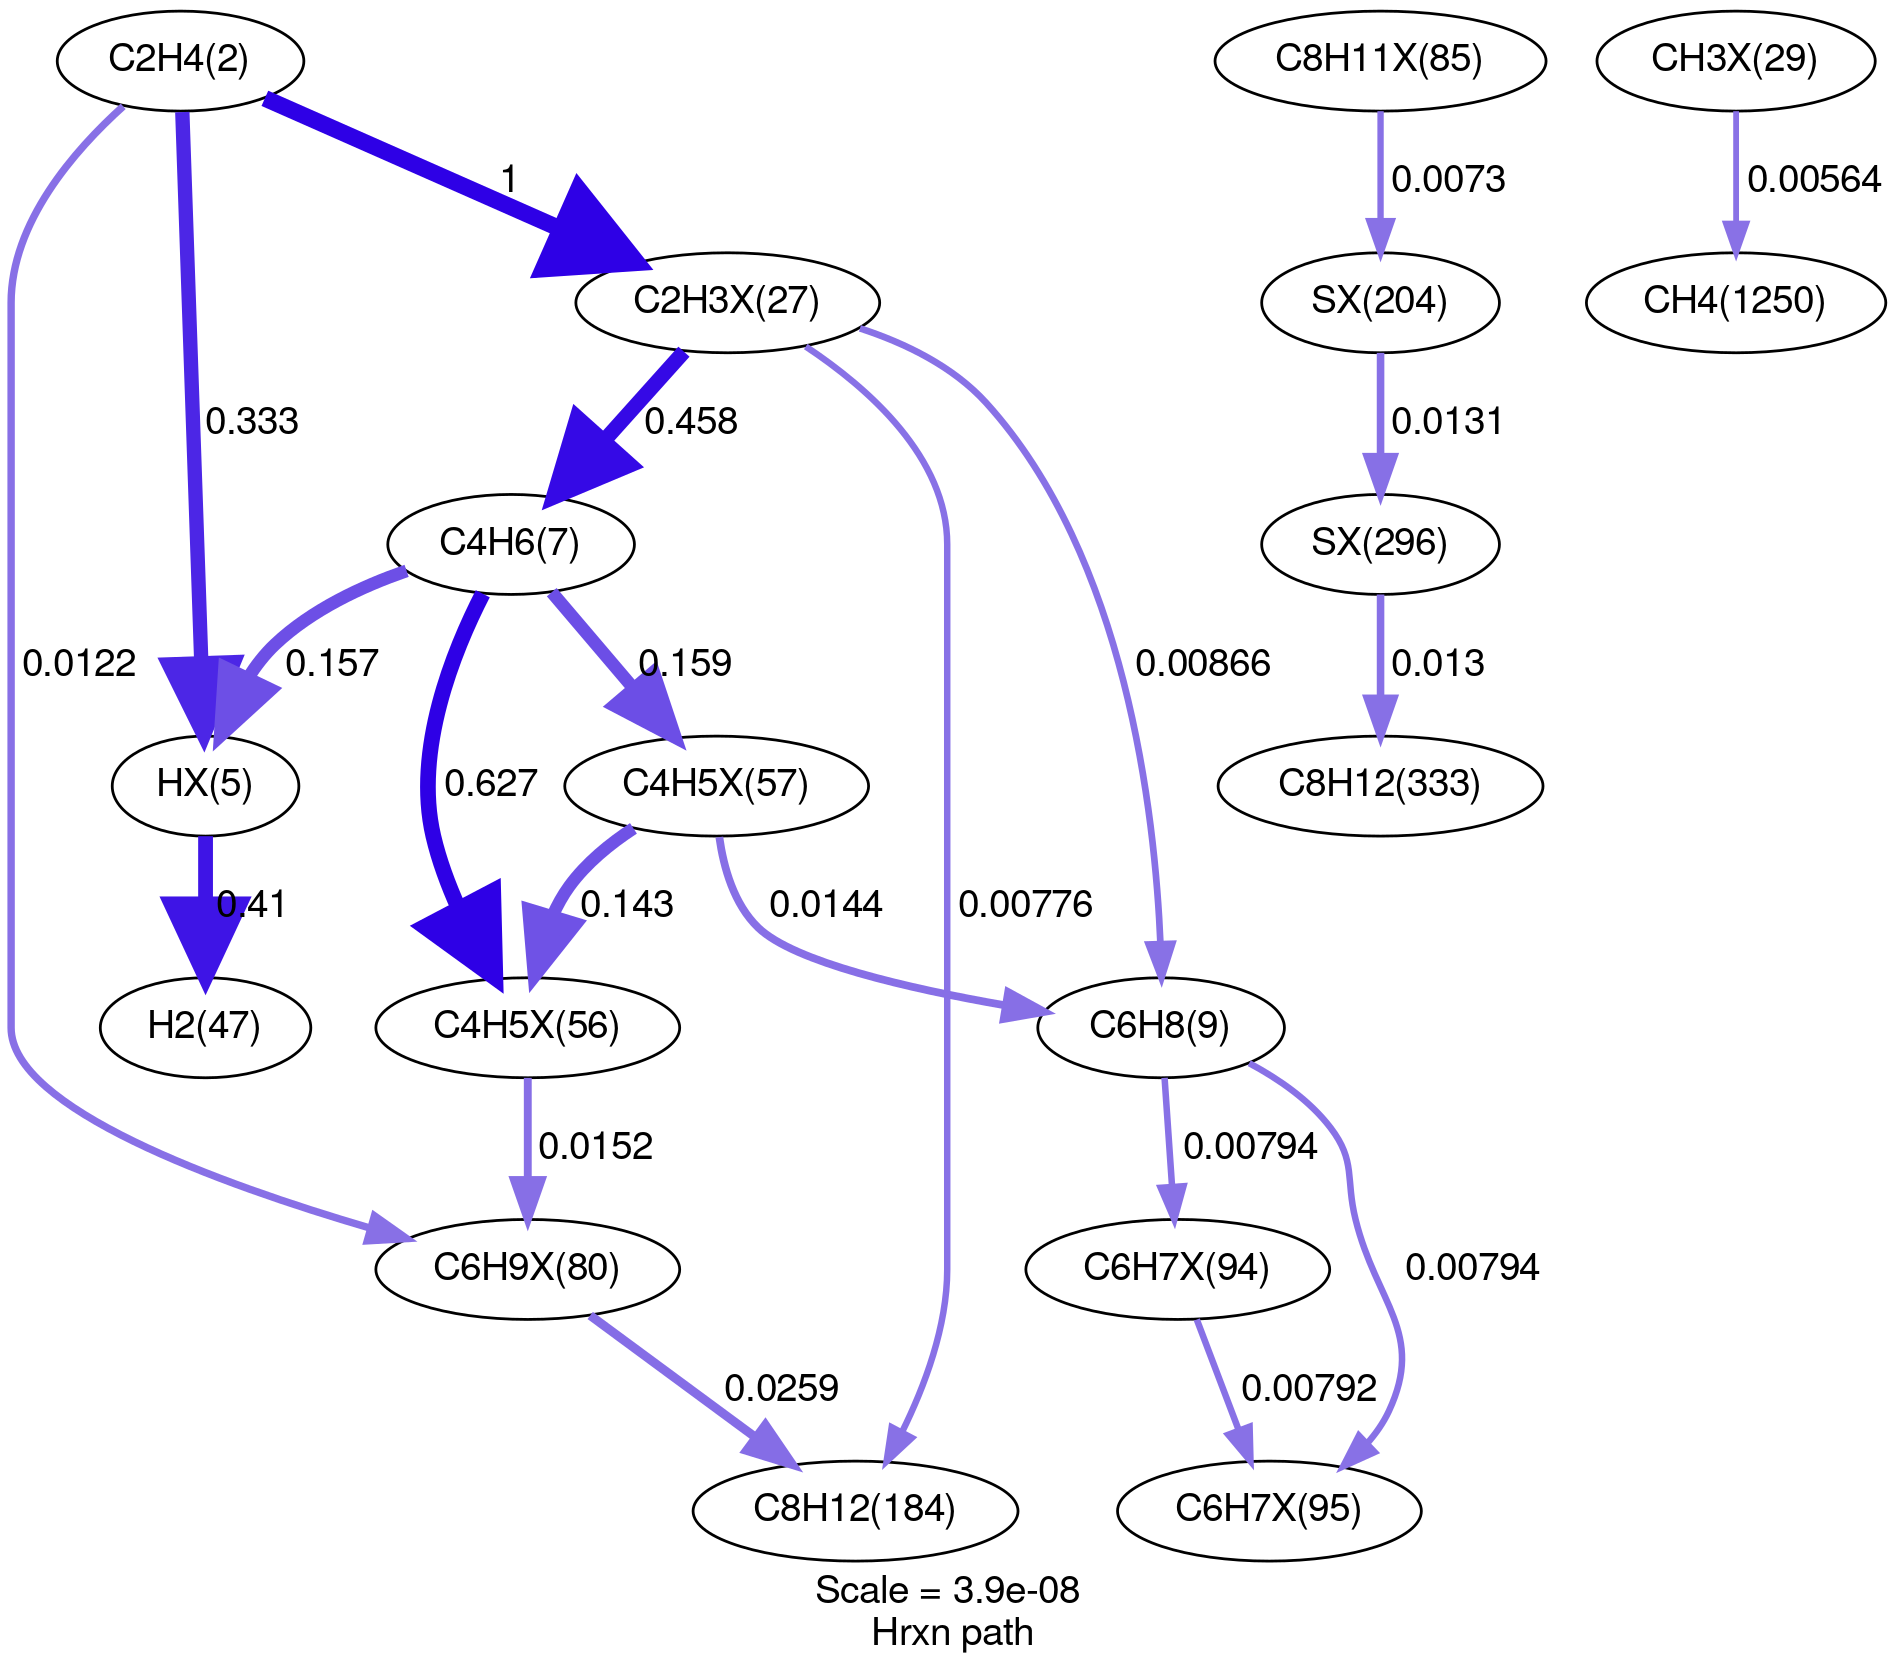 C2H4(2)
C8H11X(85)
CH3X(29)
1
0.0073
0.00564
C2H3X(27)
SX(204)
CH4(1250)
0.333
0.458
0.0131
C4H6(7)
SX(296)
0.0122
0.157
0.159
0.00866
0.013
HX(5)
0.627
C4H5X(57)
C8H12(333)
0.41
0.143
0.0144
0.00776
H2(47)
C4H5X(56)
C6H8(9)
0.0152
0.00794
C6H9X(80)
C6H7X(94)
0.00794
0.0259
0.00792
C8H12(184)
C6H7X(95)
Scale = 3.9e-08
Hrxn path